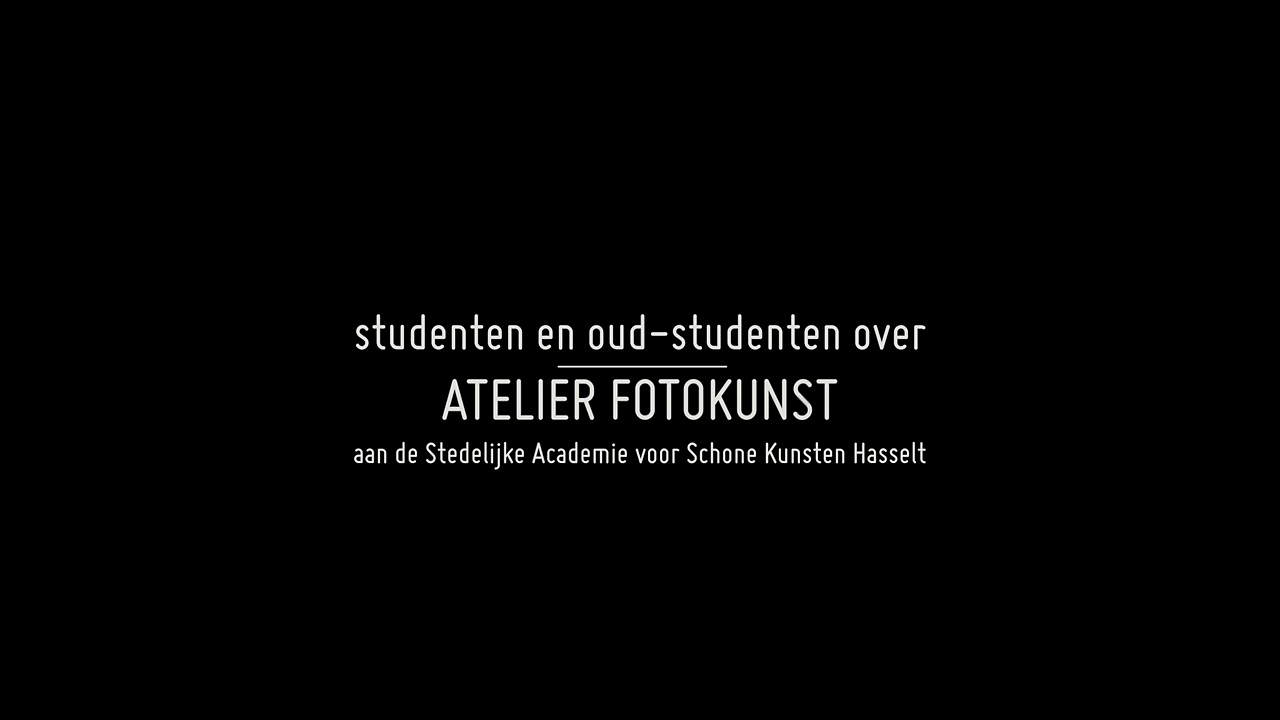 studenten en oud-studenten over
ATELIER FOTOKUNST
aan de Stedelijke Academie voor Schone Kunsten Hasselt